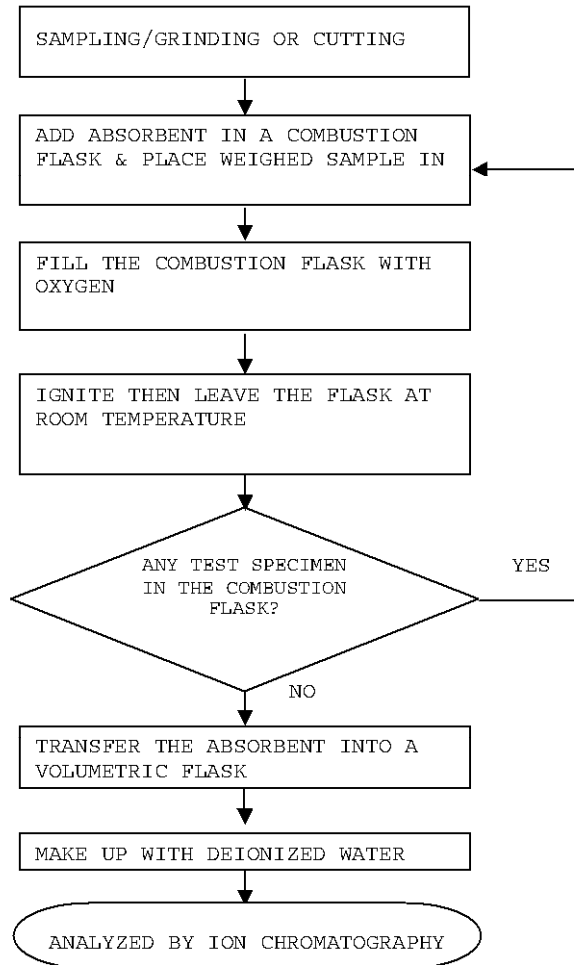 SAMPLING/GRINDING OR CUTTING
ADD ABSORBENT IN A COMBUSTION
FLASK & PLACE WEIGHED SAMPLE IN
FILL THE COMBUSTION FLASK WITH
OXYGEN
IGNITE THEN LEAVE THE FLASK AT
ROOM TEMPERATURE
ANY TEST SPECIMEN
IN THE COMBUSTION
FLASK?
YES
NO
TRANSFER THE ABSORBENT INTO A
VOLUMETRIC FLASK
MAKE UP WITH DEIONIZED WATER
ANALYZED BY ION CHROMATOGRAPHY